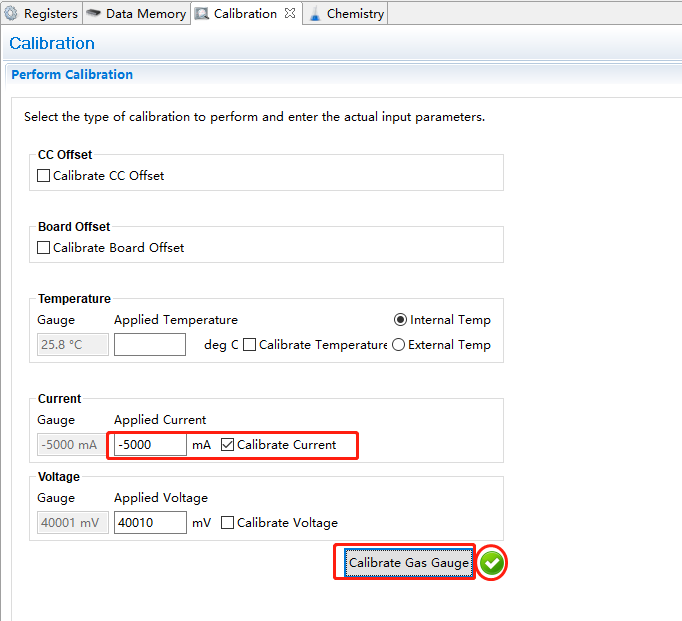 Registers Data Memory Calibration Chemistry
Calibration
Perform Calibration
Select the type of calibration to perform and enter the actual input parameters.
CC Offset
Calibrate CC Offset
Board Offset
Calibrate Board Offset
Temperature
Gauge Applied Temperature Internal Temp
25.8 °C deg C Calibrate Temperature External Temp
Current
Gauge Applied Current
-5000 mA -5000 mA Calibrate Current
Voltage
Gauge Applied Voltage
40001 mV 40010 mV Calibrate Voltage
Calibrate Gas Gauge